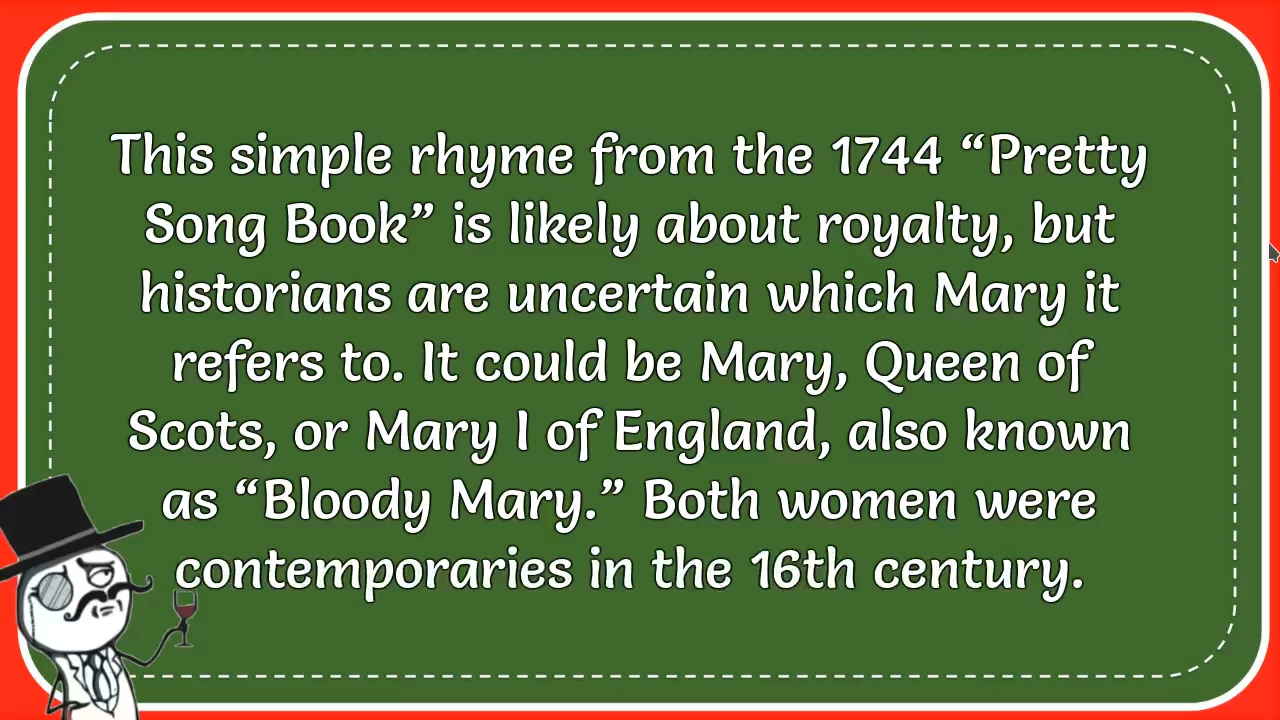 This simple rhyme from the 1744 “Pretty
Song Book” is likely about royalty, but
historians are uncertain which Mary it
refers to. It could be Mary, Queen of
Scots, or Mary I of England, also known
as “Bloody Mary.” Both women were
contemporaries in the 16th century.